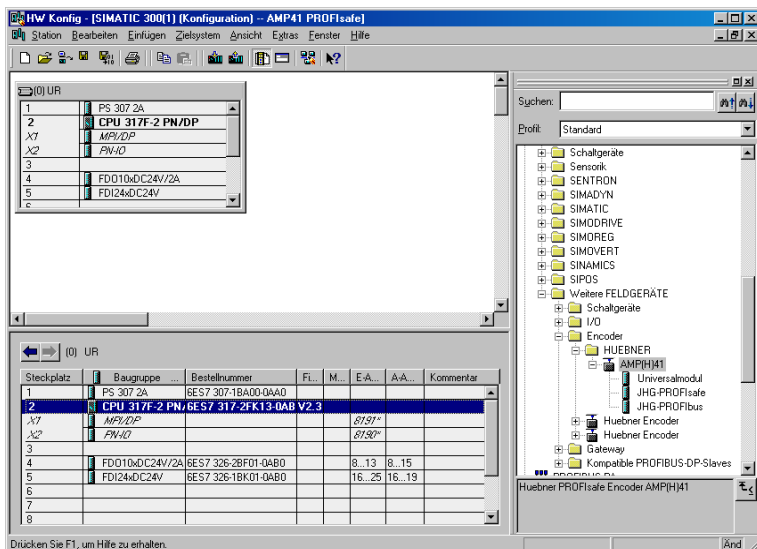 HW Konfig - [SIMATIC 300(1) (Konfiguration) -- AMP41 PROFIsafe]
Station Bearbeiten Einfügen Zielsystem Ansicht Extras Fenster Hilfe
(0) UR
1 PS 307 2A
2 CPU 317F-2 PN/DP
X1 MPI/DP
X2 PN-IO
3
4 FDO10xDC24V/2A
5 FDI24xDC24V
Suchen:
Profil: Standard
Schaltgeräte
Sensorik
SENTRON
SIMADYN
SIMATIC
SIMODRIVE
SIMOREG
SIMOVERT
SINAMICS
SIPOS
Weitere FELDGERÄTE
Schaltgeräte
I/O
Encoder
HUEBNER
AMP(H)41
Universalmodul
JHG-PROFIsafe
JHG-PROFIbus
Huebner Encoder
Huebner Encoder
Gateway
Kompatible PROFIBUS-DP-Slaves
Huebner PROFIsafe Encoder AMP(H)41
(0) UR
Steckplatz Baugruppe ... Bestellnummer Fi... M... E-A... A-A... Kommentar
1 PS 307 2A 6ES7 307-1BA00-0AA0
2 CPU 317F-2 PN/ 6ES7 317-2FK13-0AB V2.3
X1 MPI/DP 8191*
X2 PN-IO 8190*
3
4 FDO10xDC24V/2A 6ES7 326-2BF01-0AB0 8...13 8...15
5 FDI24xDC24V 6ES7 326-1BK01-0AB0 16...25 16...19
6
7
8
Drücken Sie F1, um Hilfe zu erhalten.
Änd